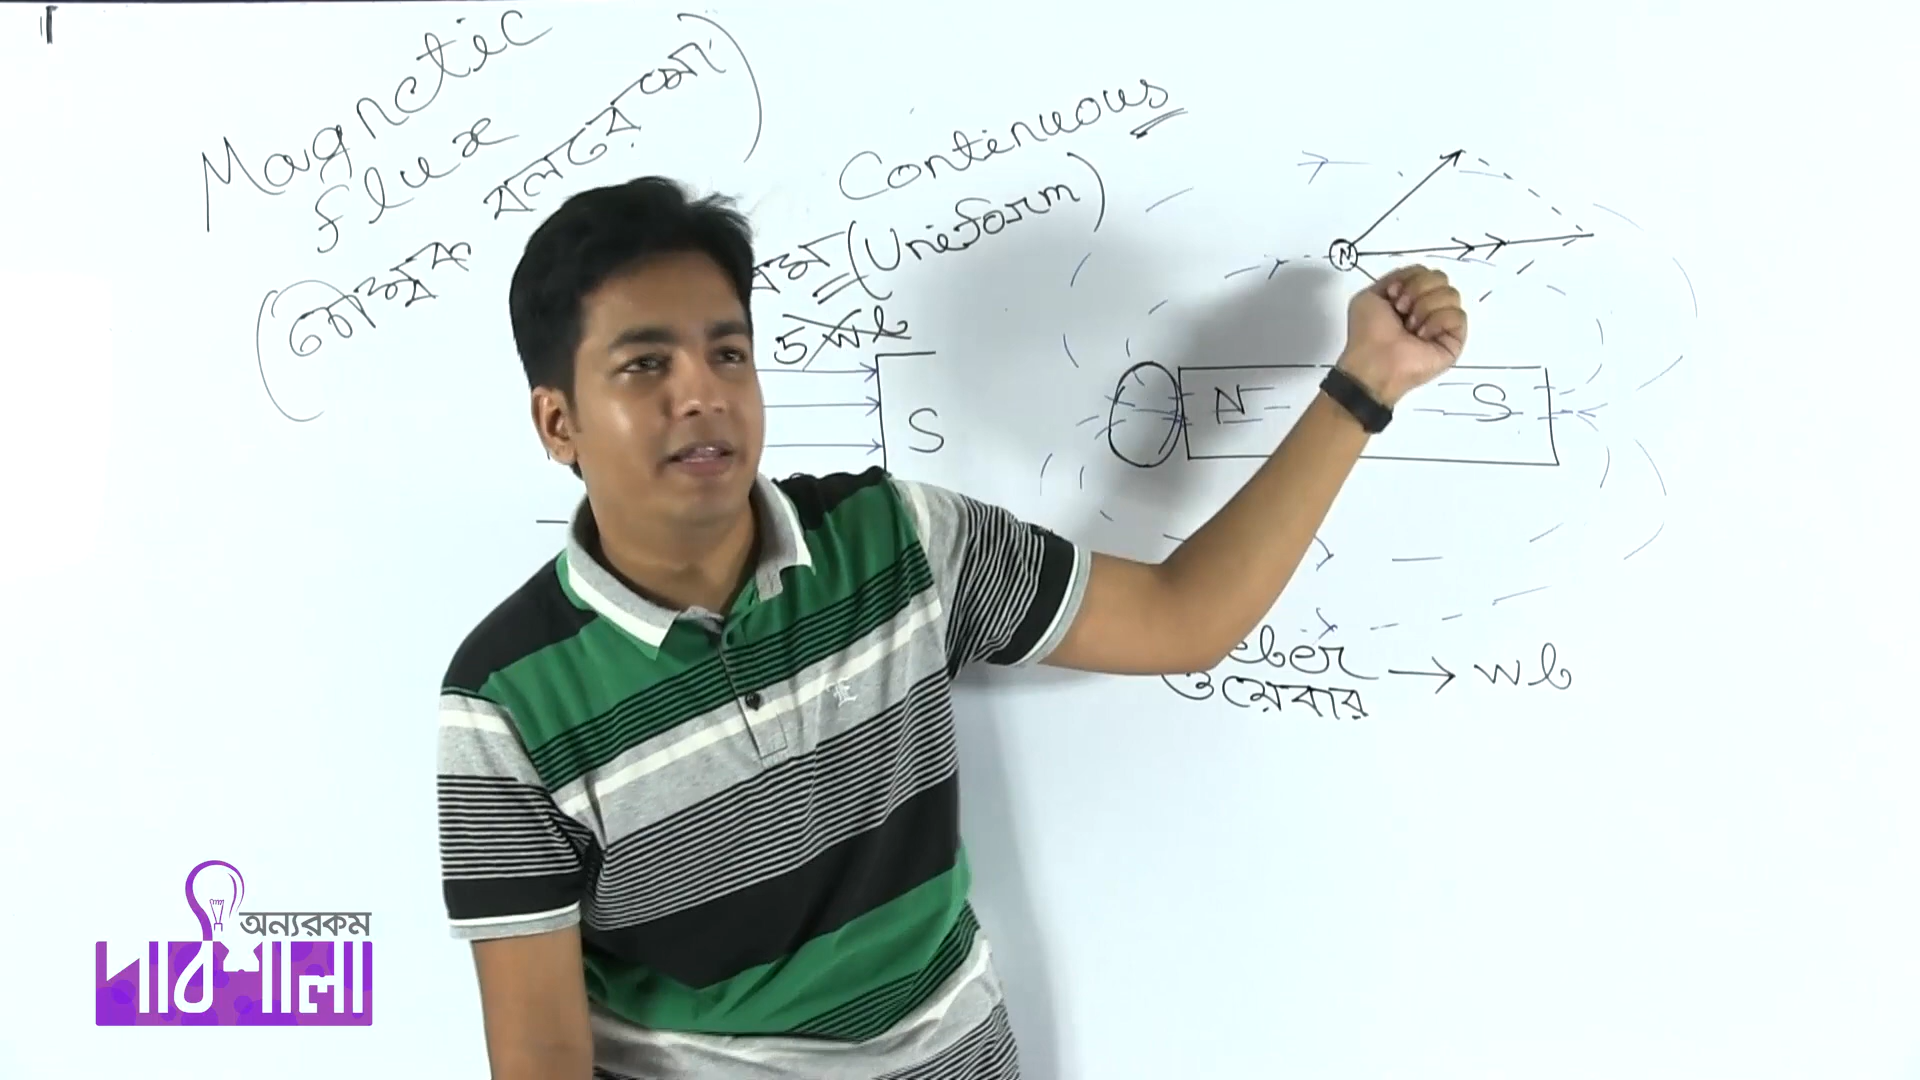 Magnetic
flux
(চৌম্বক বলরেখা)
Continuous
(Uniform)
5 wb
S
N
N
S
eber → wb
ওয়েবার
অন্যরকম
পাঠশালা